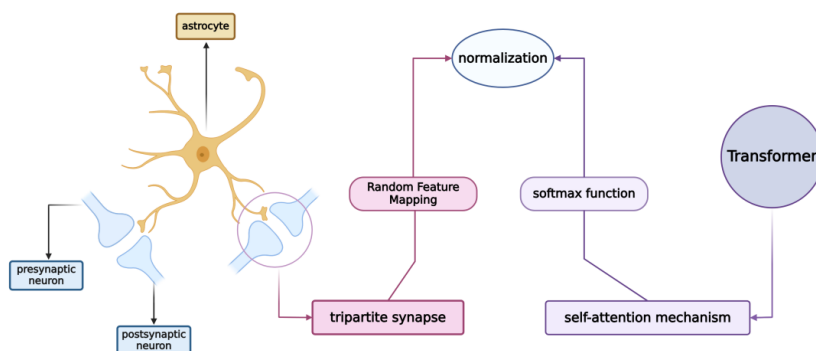 astrocyte
normalization
Transformer
Random Feature
Mapping
softmax function
presynaptic
neuron
tripartite synapse
self-attention mechanism
postsynaptic
neuron